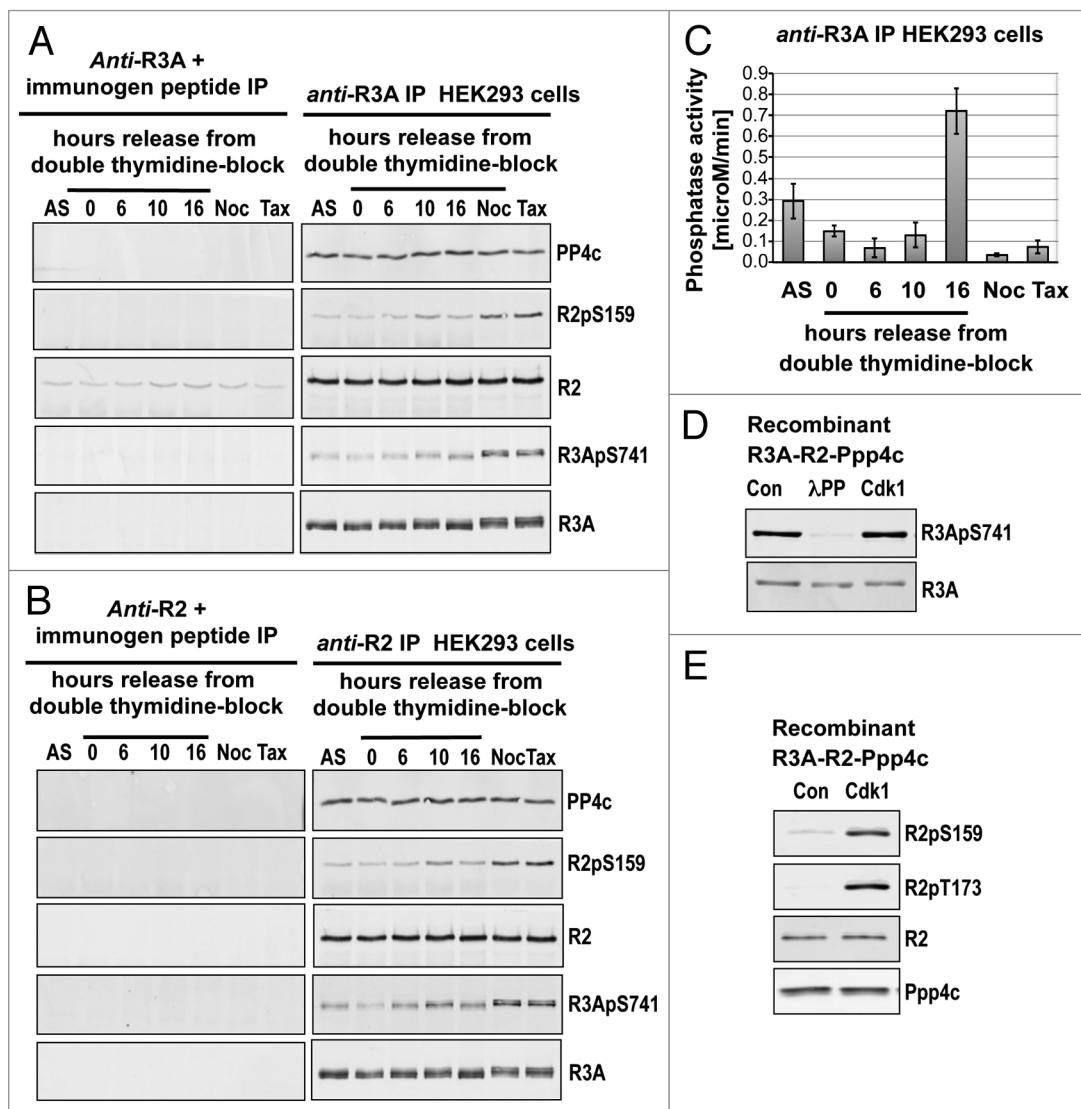 A
Anti-R3A +
immunogen peptide IP
anti-R3A IP HEK293 cells
hours release from
double thymidine-block
hours release from
double thymidine-block
AS 0 6 10 16 Noc Tax
AS 0 6 10 16 Noc Tax
PP4c
R2pS159
R2
R3ApS741
R3A
B
Anti-R2 +
immunogen peptide IP
anti-R2 IP HEK293 cells
hours release from
double thymidine-block
hours release from
double thymidine-block
AS 0 6 10 16 Noc Tax
AS 0 6 10 16 NocTax
PP4c
R2pS159
R2
R3ApS741
R3A
C
anti-R3A IP HEK293 cells
Phosphatase activity
[microM/min]
0.9
0.8
0.7
0.6
0.5
0.4
0.3
0.2
0.1
0.0
AS 0 6 10 16 Noc Tax
hours release from
double thymidine-block
D
Recombinant
R3A-R2-Ppp4c
Con λPP Cdk1
R3ApS741
R3A
E
Recombinant
R3A-R2-Ppp4c
Con Cdk1
R2pS159
R2pT173
R2
Ppp4c